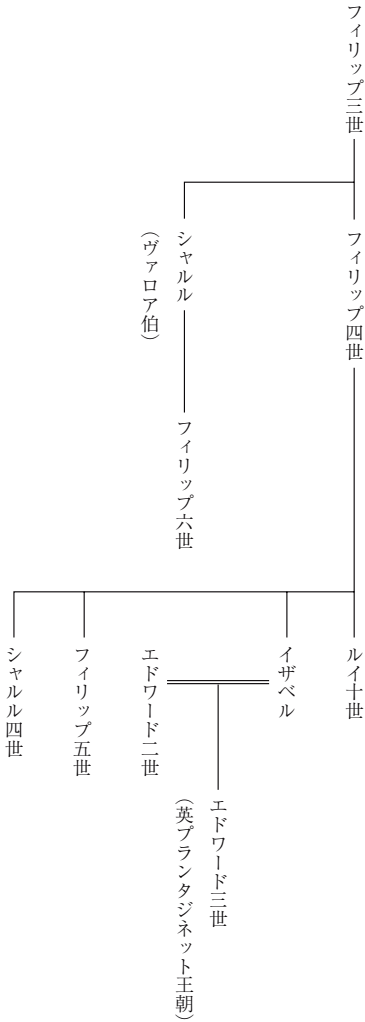 フィリップ三世
フィリップ四世
シャルル
（ヴァロア伯）
フィリップ六世
ルイ十世
イザベル
エドワード二世
フィリップ五世
シャルル四世
エドワード三世
（英プランタジネット王朝）